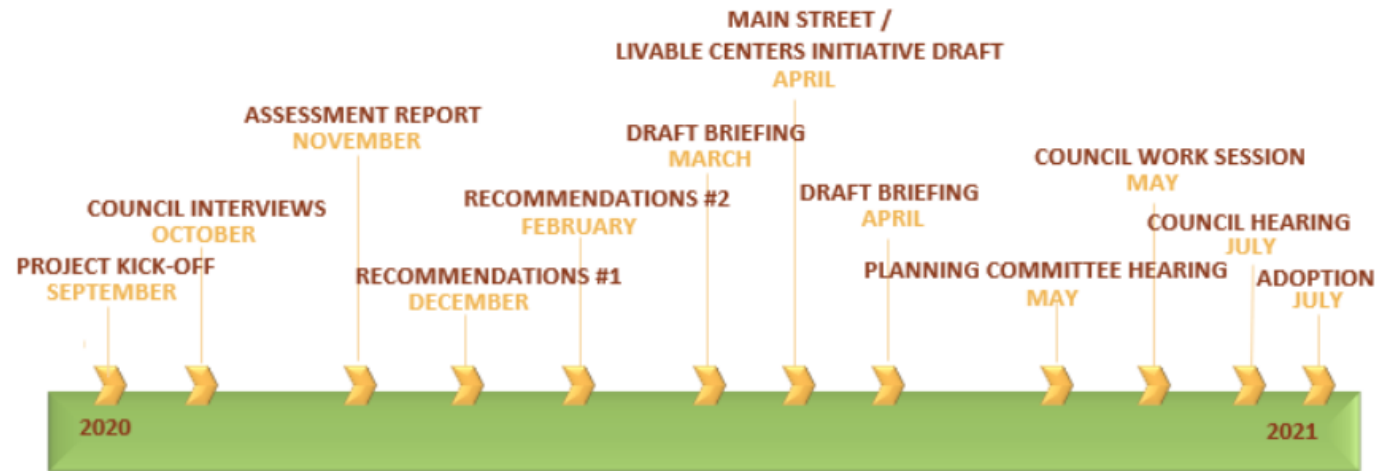 PROJECT KICK-OFF
SEPTEMBER
COUNCIL INTERVIEWS
OCTOBER
ASSESSMENT REPORT
NOVEMBER
RECOMMENDATIONS #1
DECEMBER
RECOMMENDATIONS #2
FEBRUARY
DRAFT BRIEFING
MARCH
MAIN STREET /
LIVABLE CENTERS INITIATIVE DRAFT
APRIL
DRAFT BRIEFING
APRIL
PLANNING COMMITTEE HEARING
MAY
COUNCIL WORK SESSION
MAY
COUNCIL HEARING
JULY
ADOPTION
JULY
2020
2021